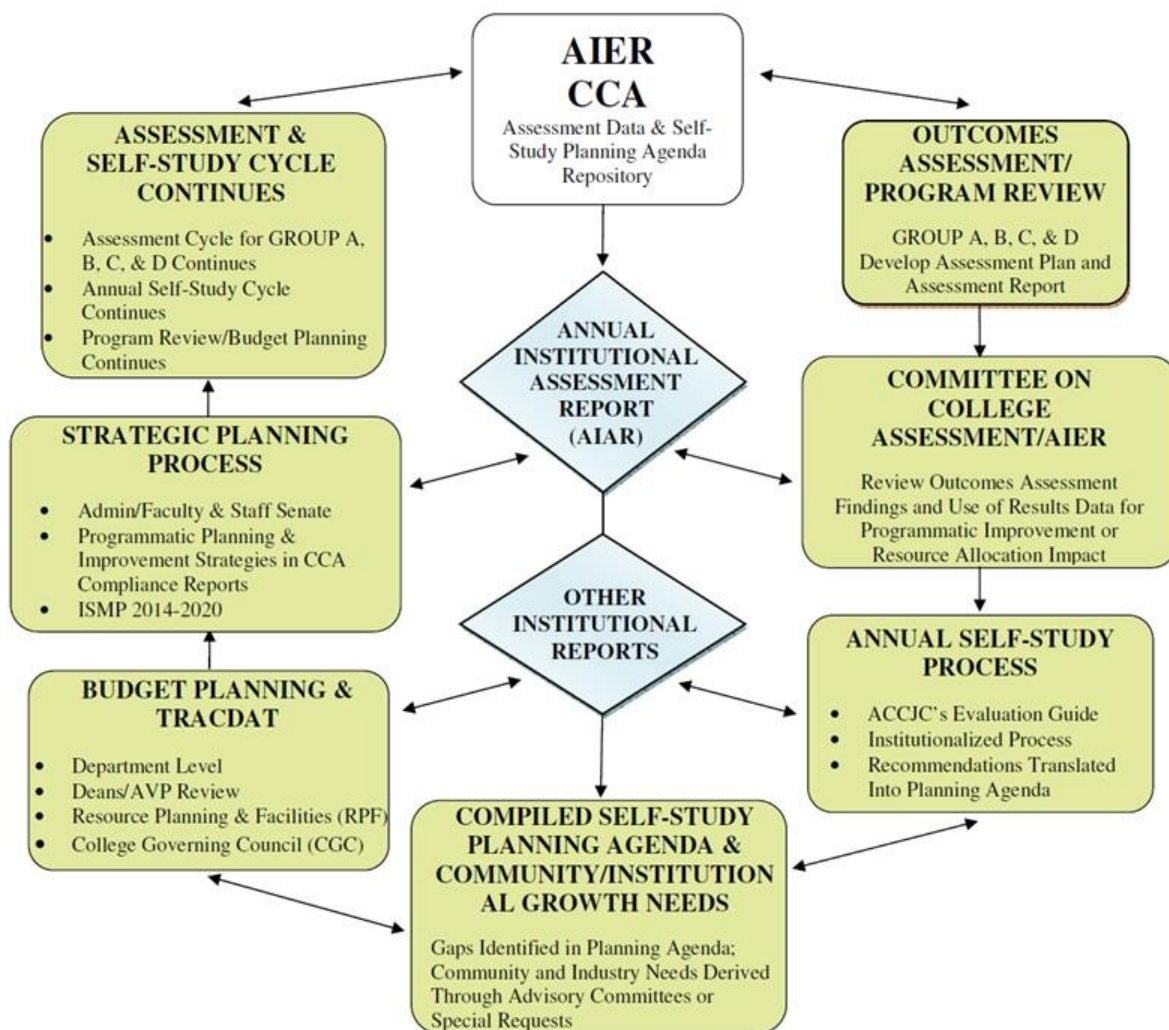 AIER
CCA
Assessment Data & Self-
Study Planning Agenda
Repository
ASSESSMENT &
SELF-STUDY CYCLE
CONTINUES
• Assessment Cycle for GROUP A,
B, C, & D Continues
• Annual Self-Study Cycle
Continues
• Program Review/Budget Planning
Continues
OUTCOMES
ASSESSMENT/
PROGRAM REVIEW
GROUP A, B, C, & D
Develop Assessment Plan and
Assessment Report
ANNUAL
INSTITUTIONAL
ASSESSMENT
REPORT
(AIAR)
STRATEGIC PLANNING
PROCESS
• Admin/Faculty & Staff Senate
• Programmatic Planning &
Improvement Strategies in CCA
Compliance Reports
• ISMP 2014-2020
COMMITTEE ON
COLLEGE
ASSESSMENT/AIER
Review Outcomes Assessment
Findings and Use of Results Data for
Programmatic Improvement or
Resource Allocation Impact
OTHER
INSTITUTIONAL
REPORTS
BUDGET PLANNING &
TRACDAT
• Department Level
• Deans/AVP Review
• Resource Planning & Facilities (RPF)
• College Governing Council (CGC)
ANNUAL SELF-STUDY
PROCESS
• ACCJC’s Evaluation Guide
• Institutionalized Process
• Recommendations Translated
Into Planning Agenda
COMPILED SELF-STUDY
PLANNING AGENDA &
COMMUNITY/INSTITUTION
AL GROWTH NEEDS
Gaps Identified in Planning Agenda;
Community and Industry Needs Derived
Through Advisory Committees or
Special Requests